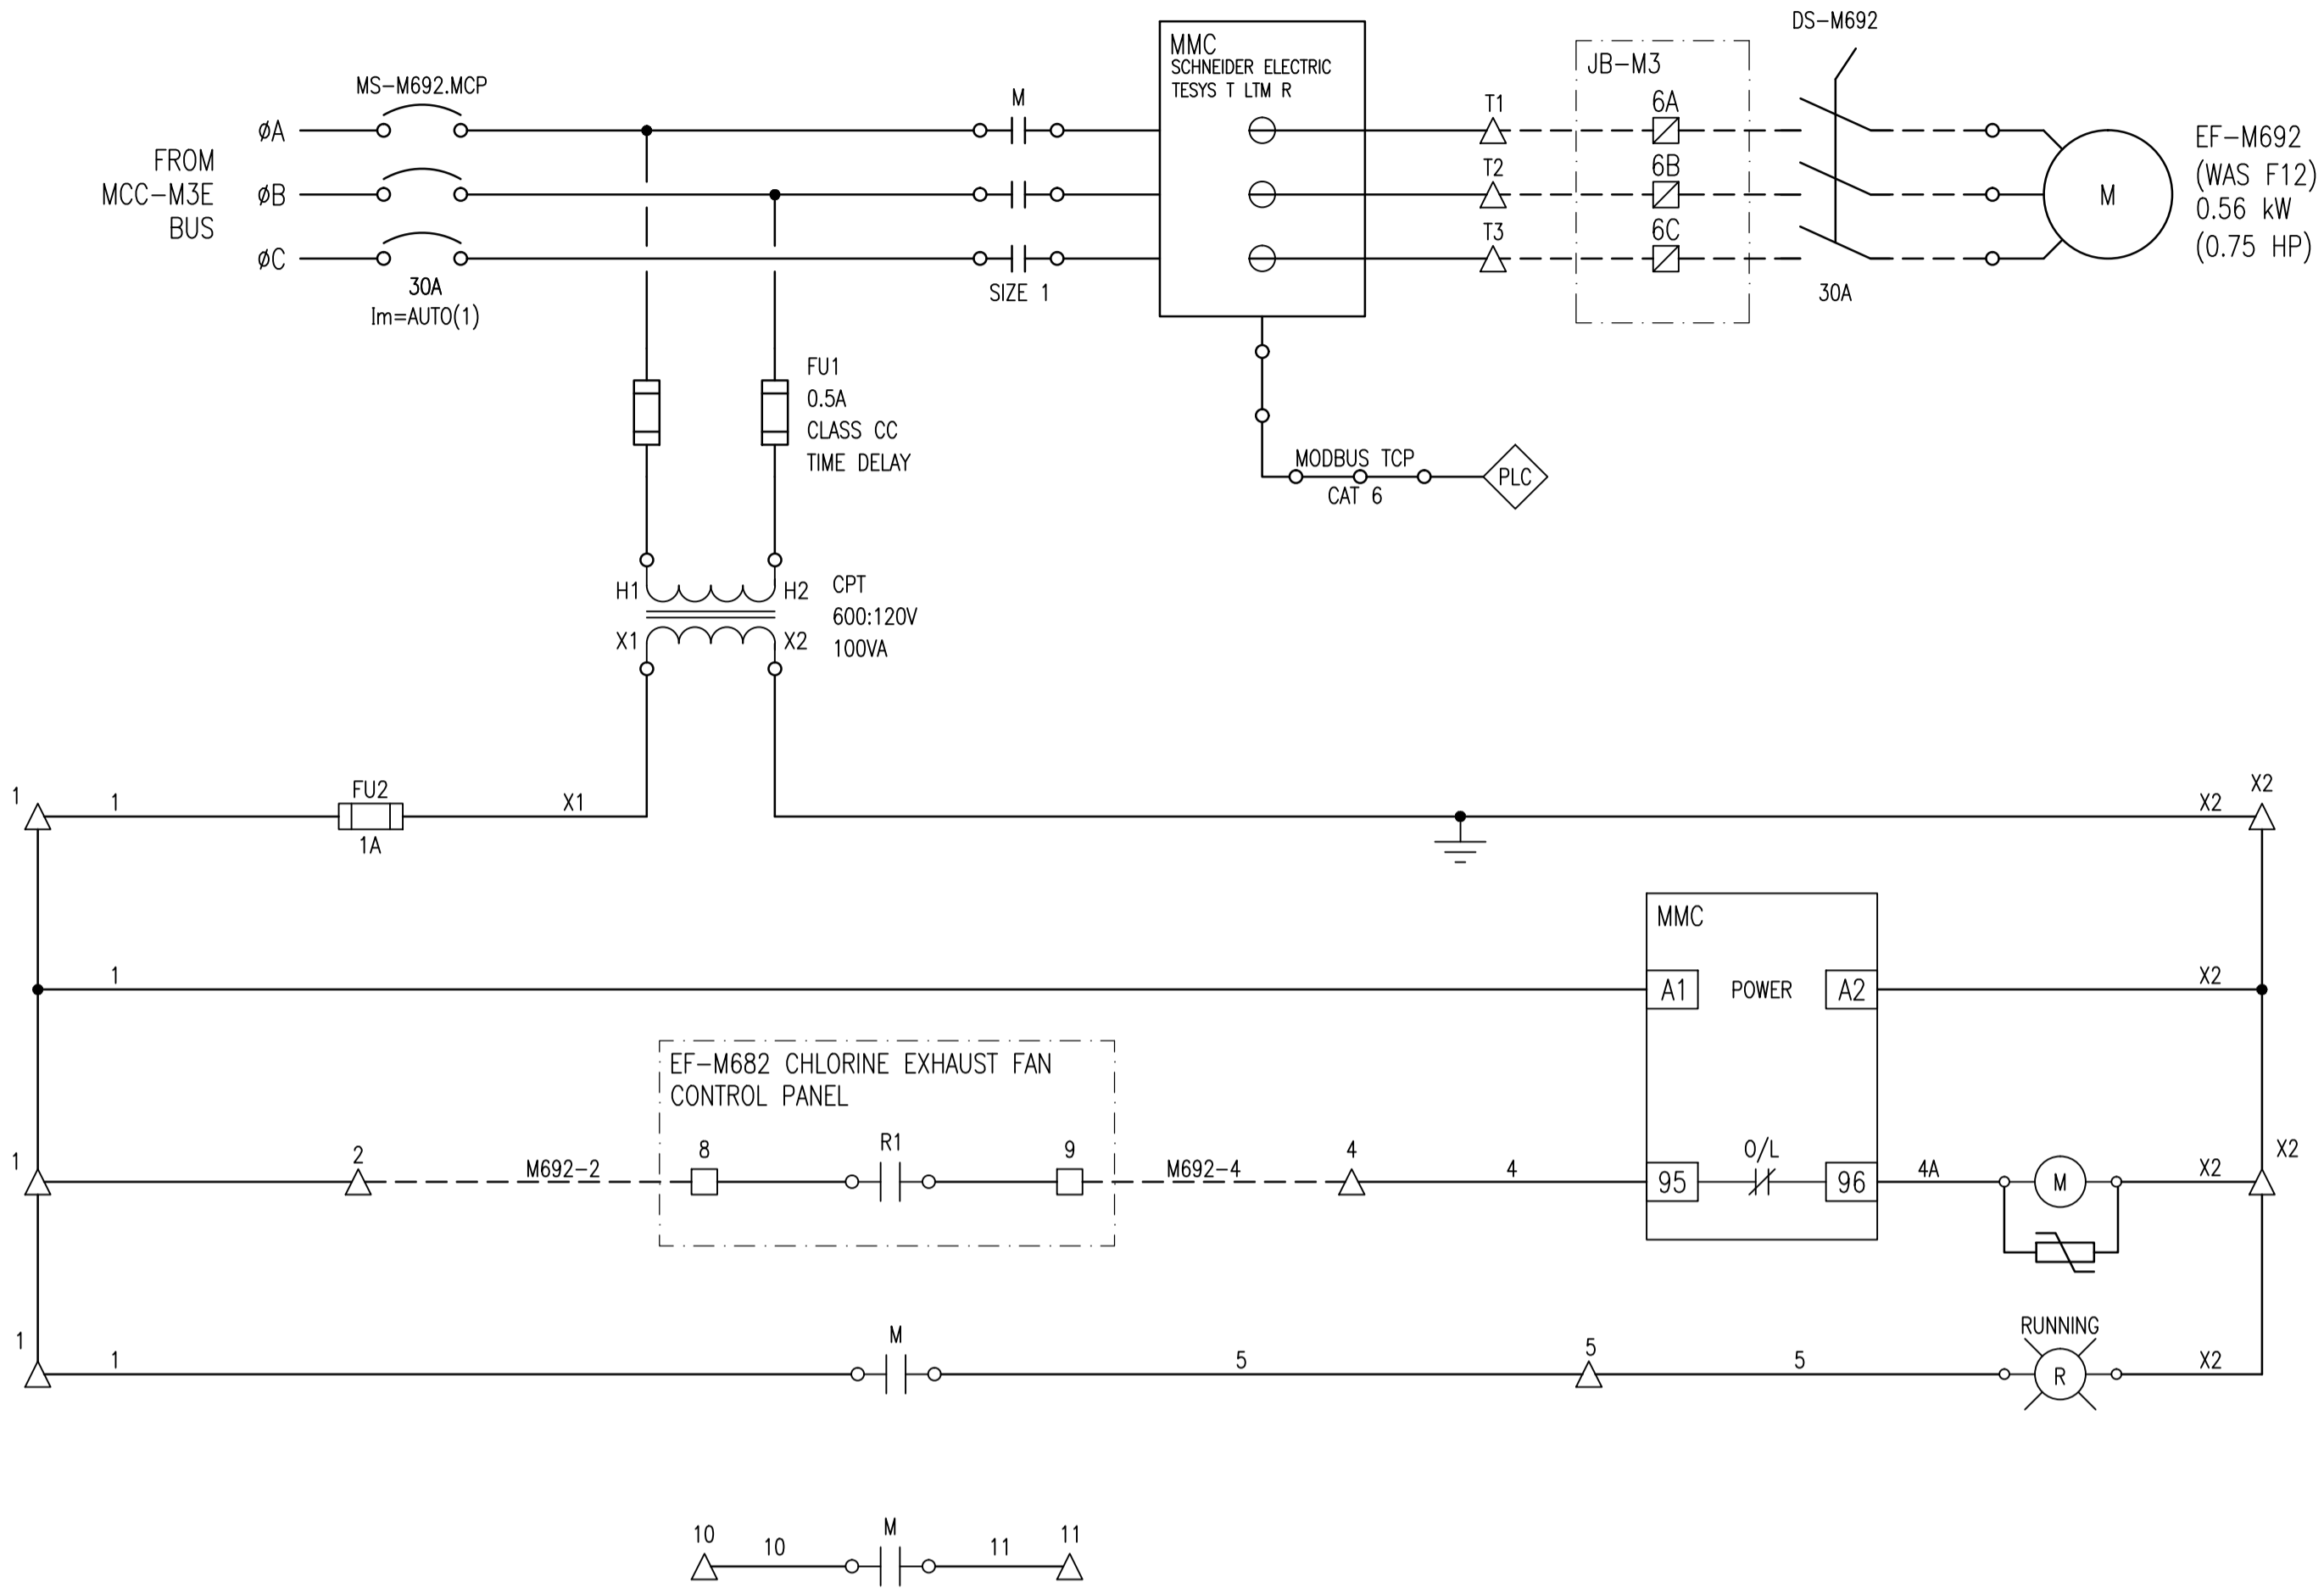 DS-M692
MS-M692.MCP
FROM
MCC-M3E
BUS
ØA
ØB
ØC
30A
Im=AUTO(1)
M
SIZE 1
MMC
SCHNEIDER ELECTRIC
TESYS T LTM R
T1
T2
T3
JB-M3
6A
6B
6C
30A
M
EF-M692
(WAS F12)
0.56 kW
(0.75 HP)
FU1
0.5A
CLASS CC
TIME DELAY
MODBUS TCP
CAT 6
PLC
H1
H2
X1
X2
CPT
600:120V
100VA
1
1
FU2
1A
X1
X2
X2
1
MMC
A1
POWER
A2
X2
EF-M682 CHLORINE EXHAUST FAN
CONTROL PANEL
1
2
M692-2
8
R1
9
M692-4
4
4
95
O/L
96
4A
M
X2
X2
1
1
M
5
5
5
RUNNING
R
X2
10
10
M
11
11